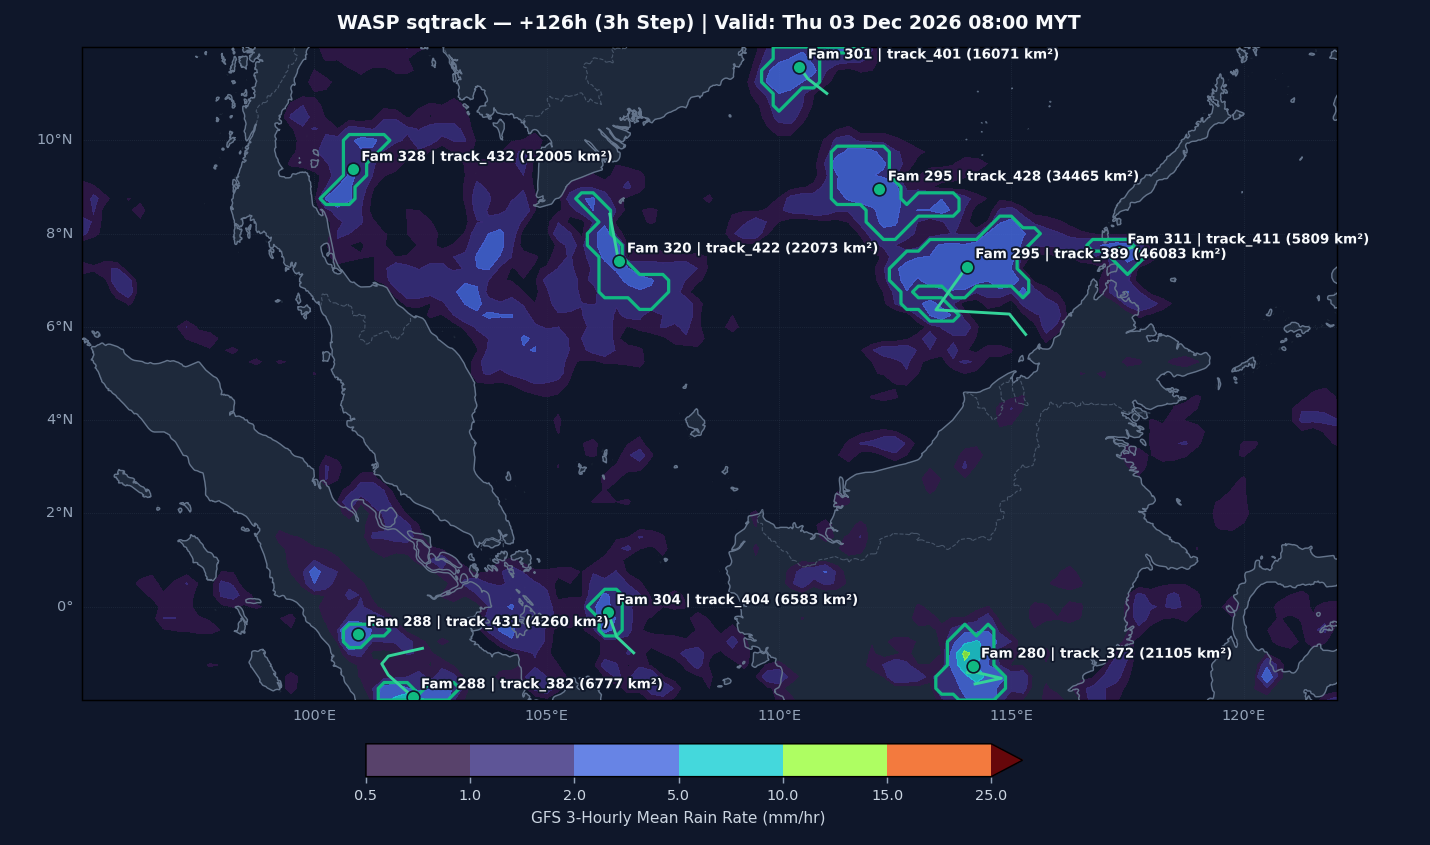 WASP sqtrack — +126h (3h Step) | Valid: Thu 03 Dec 2026 08:00 MYT
Fam 301 | track_401 (16071 km²)
10°N
Fam 328 | track_432 (12005 km²)
Fam 295 | track_428 (34465 km²)
8°N
Fam 311 | track_411 (5809 km²)
Fam 320 | track_422 (22073 km²)
Fam 295 | track_389 (46083 km²)
6°N
4°N
2°N
0°
Fam 304 | track_404 (6583 km²)
Fam 288 | track_431 (4260 km²)
Fam 280 | track_372 (21105 km²)
Fam 288 | track_382 (6777 km²)
100°E 105°E 110°E 115°E 120°E
0.5 1.0 2.0 5.0 10.0 15.0 25.0
GFS 3-Hourly Mean Rain Rate (mm/hr)